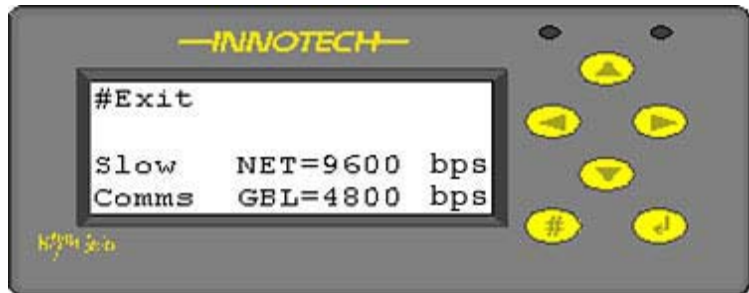 INNOTECH
#Exit
Slow NET=9600 bps
Comms GBL=4800 bps
#